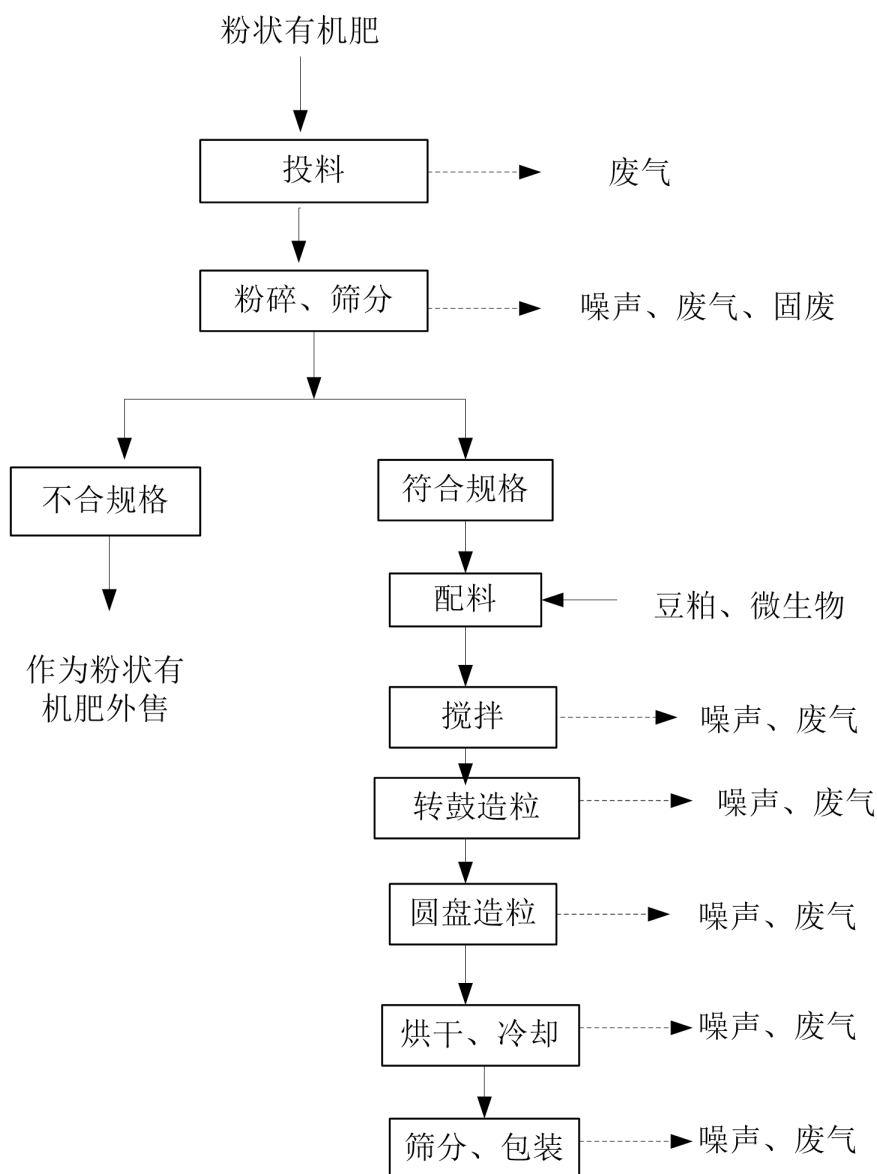 粉状有机肥
投料
废气
粉碎、筛分
噪声、废气、固废
不合规格
符合规格
配料
豆粕、微生物
作为粉状有
机肥外售
搅拌
噪声、废气
转鼓造粒
噪声、废气
圆盘造粒
噪声、废气
烘干、冷却
噪声、废气
筛分、包装
噪声、废气